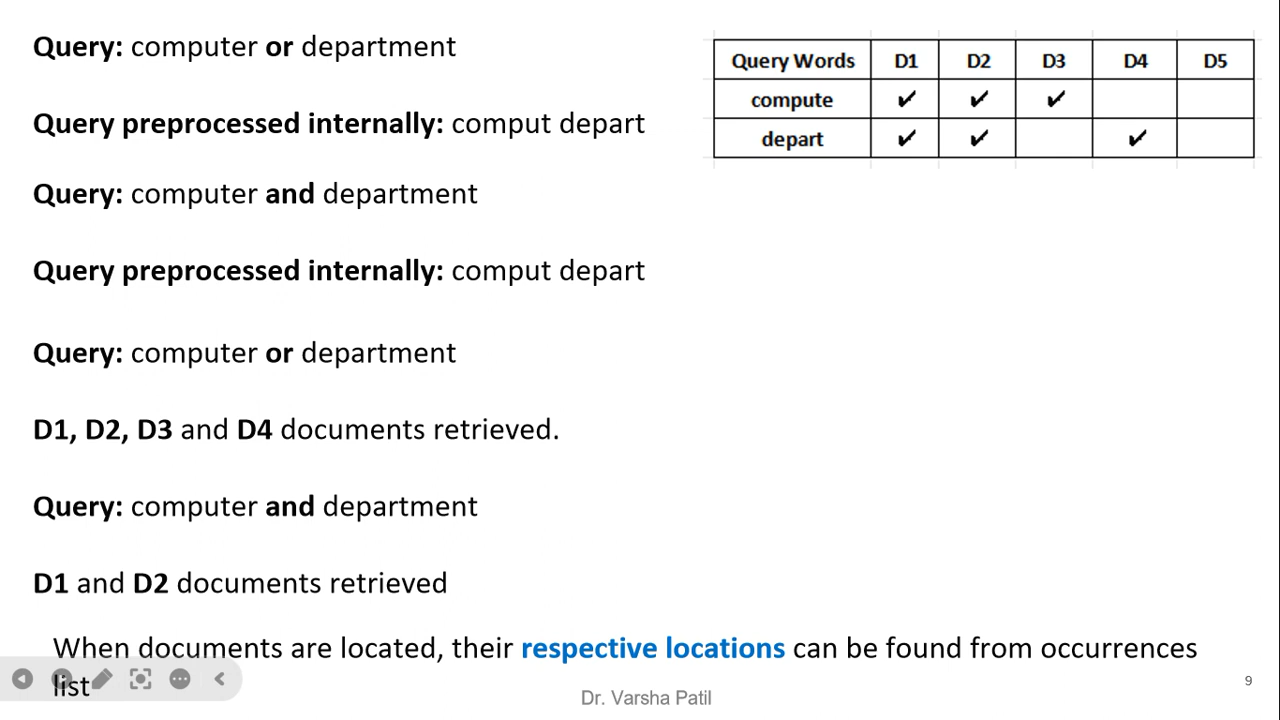 Query: computer or department
Query Words D1 D2 D3 D4 D5
compute ✔ ✔ ✔
depart ✔ ✔ ✔
Query preprocessed internally: comput depart
Query: computer and department
Query preprocessed internally: comput depart
Query: computer or department
D1, D2, D3 and D4 documents retrieved.
Query: computer and department
D1 and D2 documents retrieved
When documents are located, their respective locations can be found from occurrences
list
Dr. Varsha Patil
9